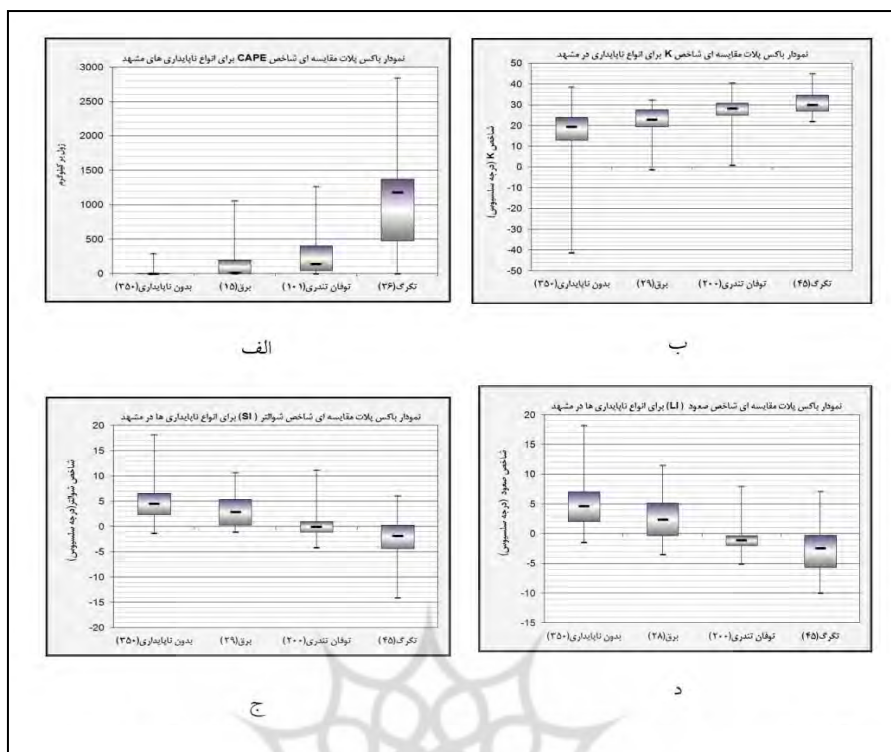 نمودار باکس پلات مقایسه ای شاخص K برای انواع ناپایداری در مشهد
شاخص K (درجه سلسیوس)
50
40
30
20
10
0
-10
-20
-30
-40
-50
بدون ناپایداری(۳۵۰) برق(۲۹) توفان تندری(۲۰۰) تگرگ(۴۵)
ب
نمودار باکس پلات مقایسه ای شاخص CAPE برای انواع ناپایداری های مشهد
ژول بر کیلوگرم
3000
2500
2000
1500
1000
500
0
بدون ناپایداری(۳۵۰) برق(۱۵) توفان تندری(۱۰۱) تگرگ(۳۶)
الف
نمودار باکس پلات مقایسه ای شاخص صعود (LI) برای انواع ناپایداری ها در مشهد
شاخص صعود (درجه سلسیوس)
20
15
10
5
0
-5
-10
-15
بدون ناپایداری(۳۵۰) برق(۲۸) توفان تندری(۲۰۰) تگرگ(۴۵)
د
نمودار باکس پلات مقایسه ای شاخص شوالتر (SI) برای انواع ناپایداری ها در مشهد
شاخص شوالتر(درجه سلسیوس)
20
15
10
5
0
-5
-10
-15
-20
بدون ناپایداری(۳۵۰) برق(۲۹) توفان تندری(۲۰۰) تگرگ(۴۵)
ج